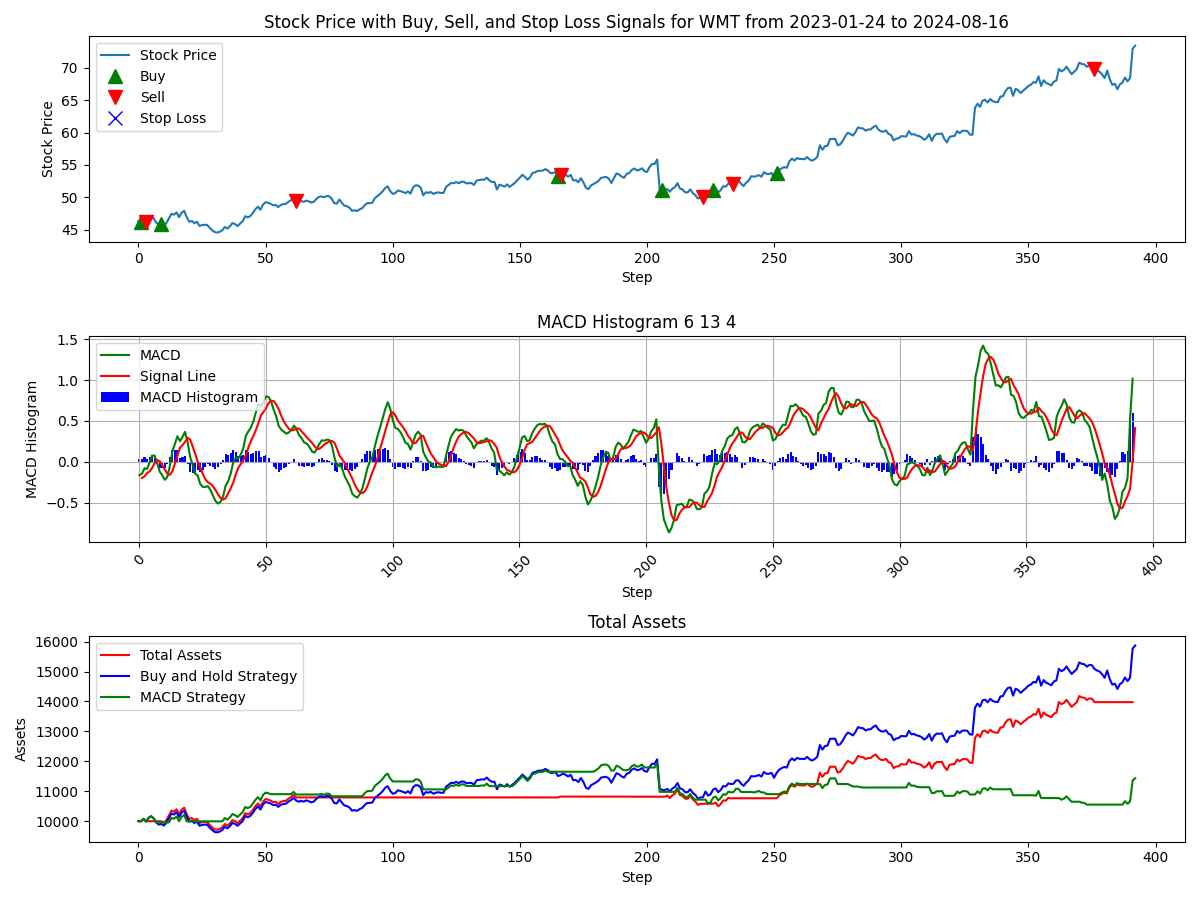 Stock Price with Buy, Sell, and Stop Loss Signals for WMT from 2023-01-24 to 2024-08-16
Stock Price
Buy
Sell
Stop Loss
Stock Price
70
65
60
55
50
45
0 50 100 150 200 250 300 350 400
Step
MACD Histogram 6 13 4
MACD
Signal Line
MACD Histogram
MACD Histogram
1.5
1.0
0.5
0.0
−0.5
0 50 100 150 200 250 300 350 400
Step
Total Assets
Total Assets
Buy and Hold Strategy
MACD Strategy
Assets
16000
15000
14000
13000
12000
11000
10000
0 50 100 150 200 250 300 350 400
Step